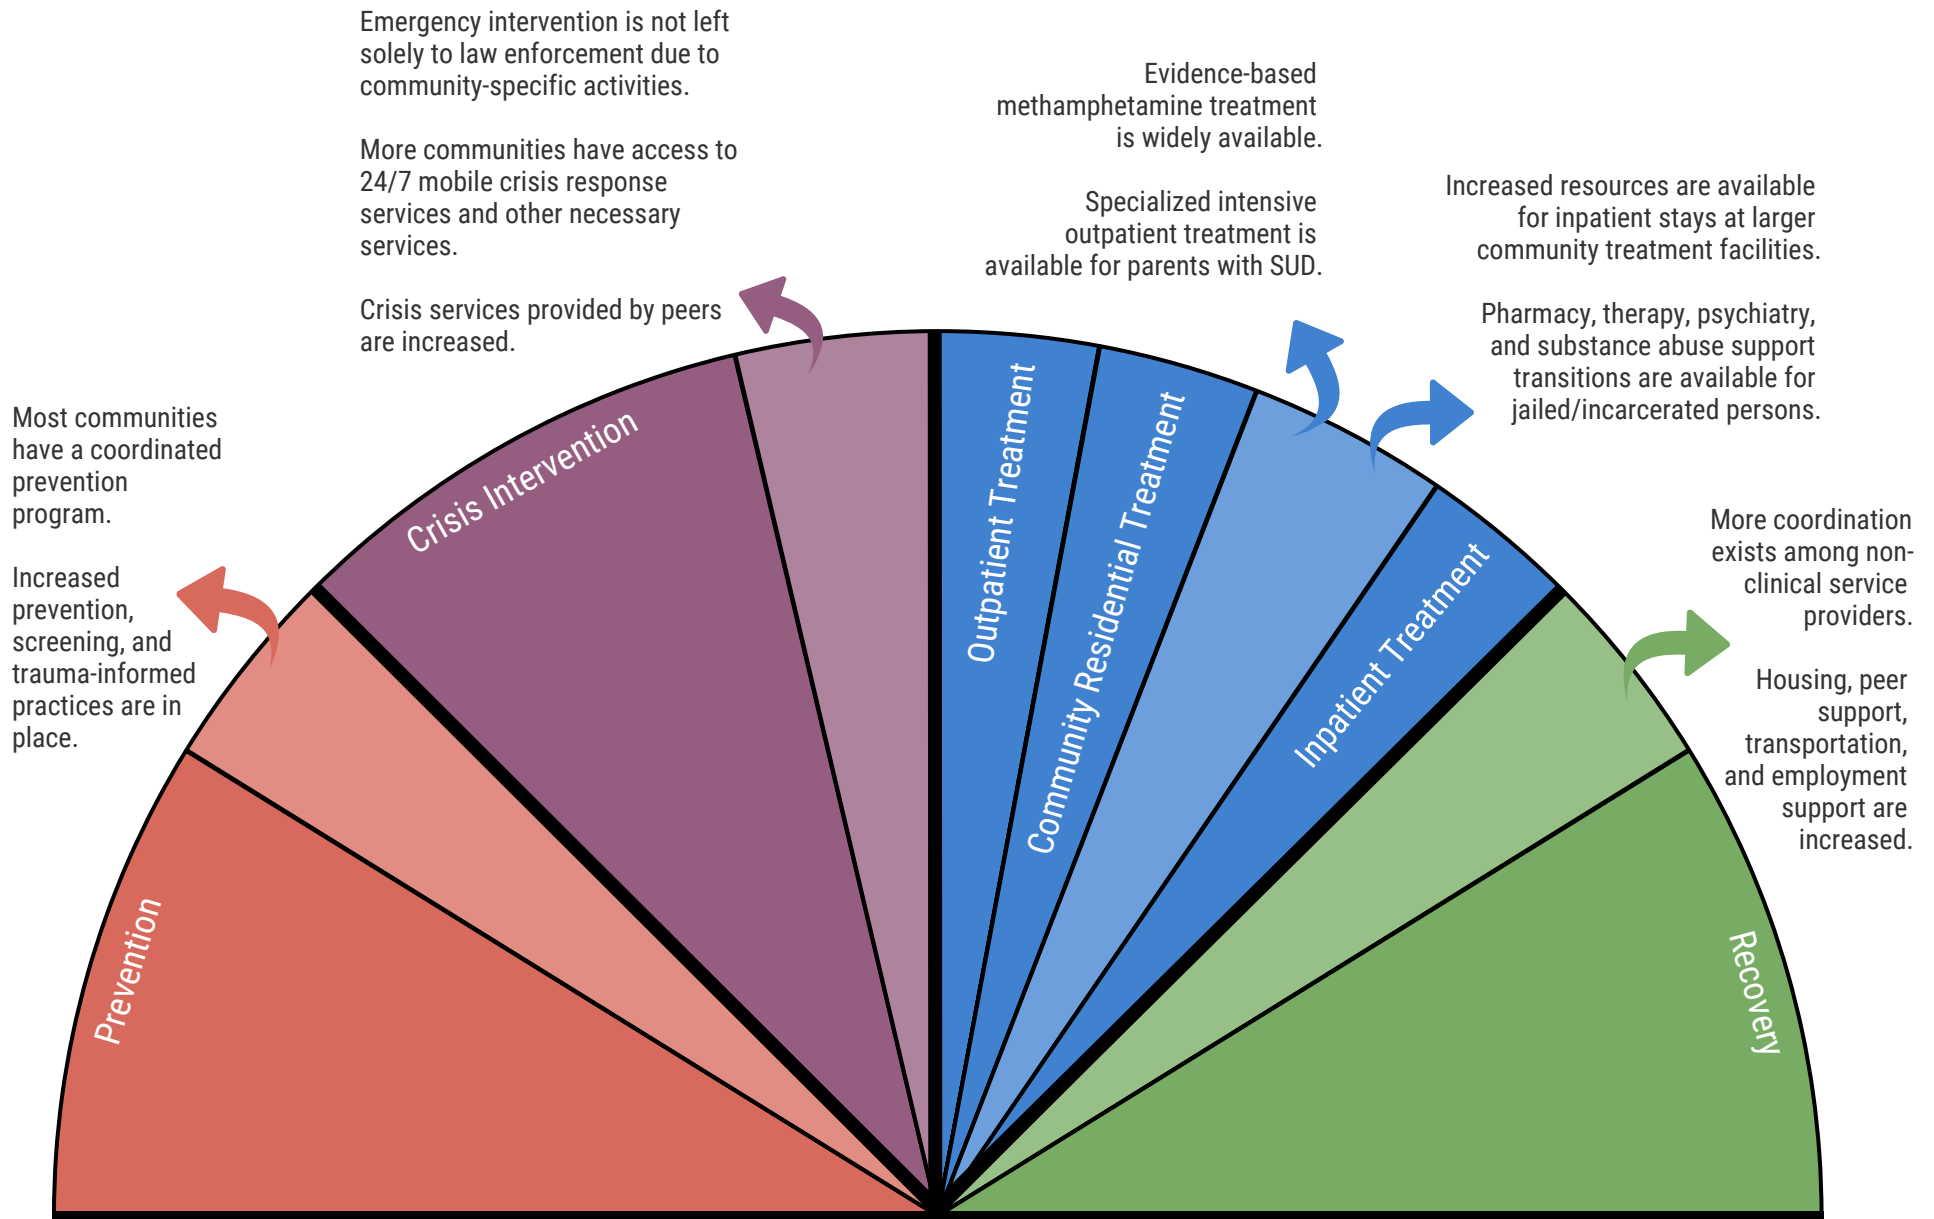 Emergency intervention is not left
solely to law enforcement due to
community-specific activities.
More communities have access to
24/7 mobile crisis response
services and other necessary
services.
Crisis services provided by peers
are increased.
Evidence-based
methamphetamine treatment
is widely available.
Specialized intensive
outpatient treatment is
available for parents with SUD.
Increased resources are available
for inpatient stays at larger
community treatment facilities.
Pharmacy, therapy, psychiatry,
and substance abuse support
transitions are available for
jailed/incarcerated persons.
Most communities
have a coordinated
prevention
program.
Increased
prevention,
screening, and
trauma-informed
practices are in
place.
More coordination
exists among non-
clinical service
providers.
Housing, peer
support,
transportation,
and employment
support are
increased.
Prevention
Crisis Intervention
Outpatient Treatment
Community Residential Treatment
Inpatient Treatment
Recovery